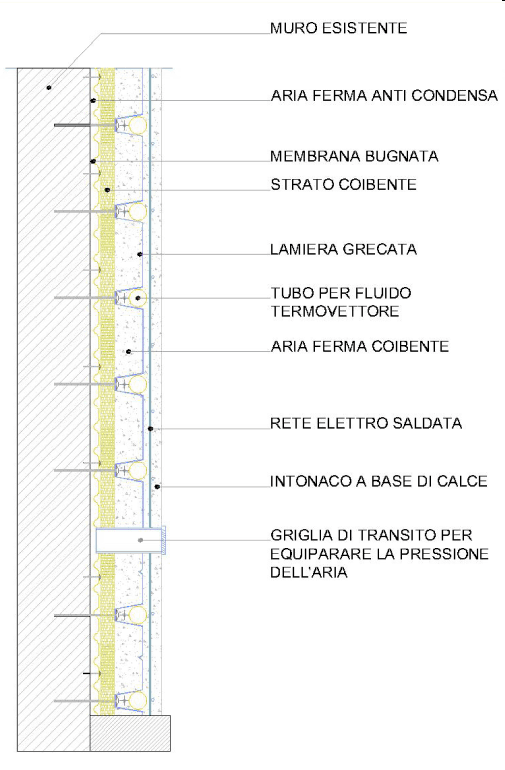 MURO ESISTENTE
ARIA FERMA ANTI CONDENSA
MEMBRANA BUGNATA
STRATO COIBENTE
LAMIERA GRECATA
TUBO PER FLUIDO
TERMOVETTORE
ARIA FERMA COIBENTE
RETE ELETTRO SALDATA
INTONACO A BASE DI CALCE
GRIGLIA DI TRANSITO PER
EQUIPARARE LA PRESSIONE
DELL'ARIA